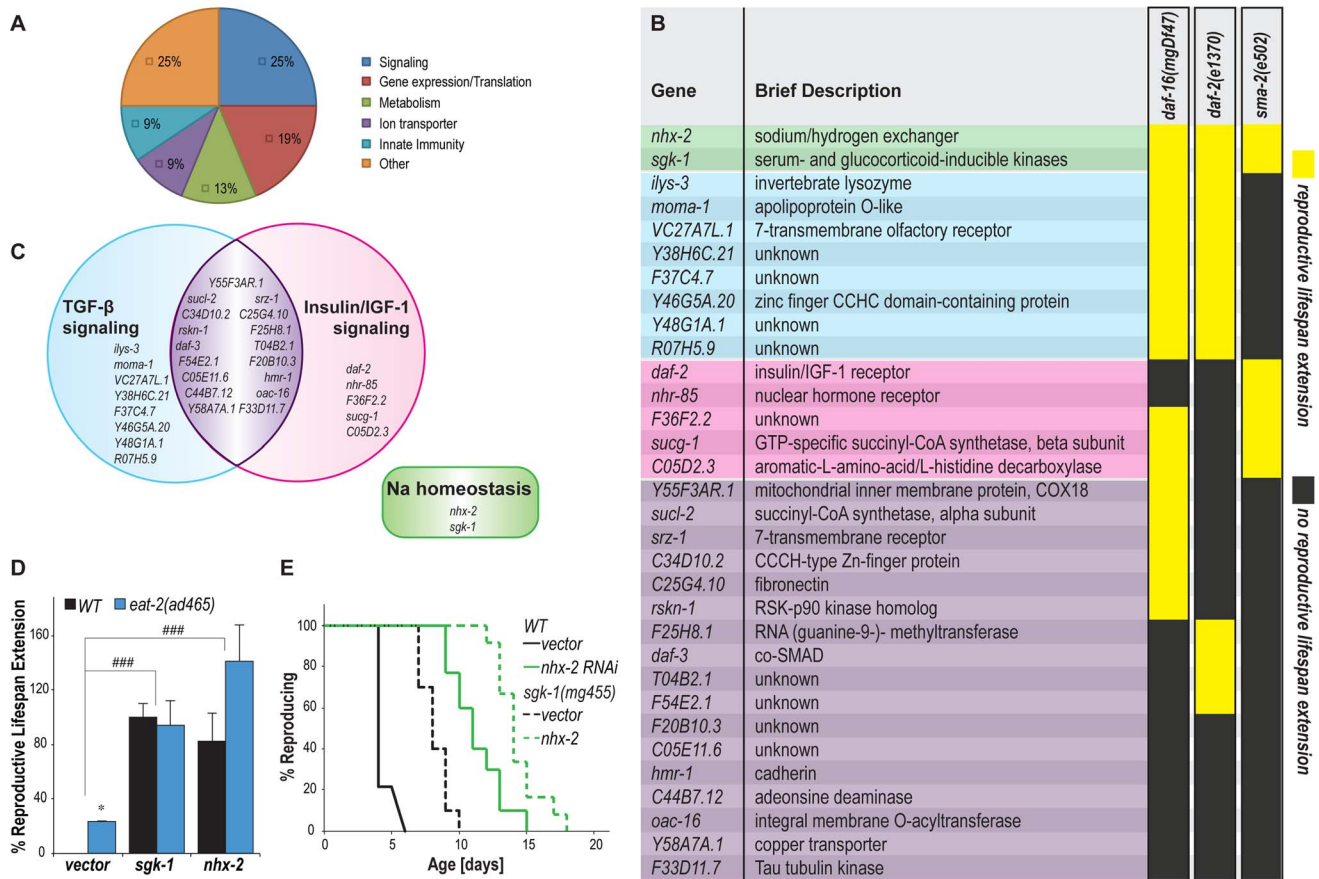 A
25%
25%
19%
13%
9%
9%
Signaling
Gene expression/Translation
Metabolism
Ion transporter
Innate Immunity
Other
B
Gene
Brief Description
daf-16(mgDf47)
daf-2(e1370)
sma-2(e502)
nhx-2 sodium/hydrogen exchanger
sgk-1 serum- and glucocorticoid-inducible kinases
ilys-3 invertebrate lysozyme
moma-1 apolipoprotein O-like
VC27A7L.1 7-transmembrane olfactory receptor
Y38H6C.21 unknown
F37C4.7 unknown
Y46G5A.20 zinc finger CCHC domain-containing protein
Y48G1A.1 unknown
R07H5.9 unknown
daf-2 insulin/IGF-1 receptor
nhr-85 nuclear hormone receptor
F36F2.2 unknown
sucg-1 GTP-specific succinyl-CoA synthetase, beta subunit
C05D2.3 aromatic-L-amino-acid/L-histidine decarboxylase
Y55F3AR.1 mitochondrial inner membrane protein, COX18
sucl-2 succinyl-CoA synthetase, alpha subunit
srz-1 7-transmembrane receptor
C34D10.2 CCCH-type Zn-finger protein
C25G4.10 fibronectin
rskn-1 RSK-p90 kinase homolog
F25H8.1 RNA (guanine-9-)- methyltransferase
daf-3 co-SMAD
T04B2.1 unknown
F54E2.1 unknown
F20B10.3 unknown
C05E11.6 unknown
hmr-1 cadherin
C44B7.12 adeonsine deaminase
oac-16 integral membrane O-acyltransferase
Y58A7A.1 copper transporter
F33D11.7 Tau tubulin kinase
reproductive lifespan extension
no reproductive lifespan extension
C
TGF-β
signaling
ilys-3
moma-1
VC27A7L.1
Y38H6C.21
F37C4.7
Y46G5A.20
Y48G1A.1
R07H5.9
Y55F3AR.1
sucl-2 srz-1
C34D10.2 C25G4.10
rskn-1 F25H8.1
daf-3 T04B2.1
F54E2.1 F20B10.3
C05E11.6 hmr-1
C44B7.12 oac-16
Y58A7A.1 F33D11.7
Insulin/IGF-1
signaling
daf-2
nhr-85
F36F2.2
sucg-1
C05D2.3
Na homeostasis
nhx-2
sgk-1
D
WT eat-2(ad465)
% Reproductive Lifespan Extension
160
120
80
40
0
###
###
*
vector sgk-1 nhx-2
E
% Reproducing
100
80
60
40
20
0
0 5 10 15 20
Age [days]
WT
vector
nhx-2 RNAi
sgk-1(mg455)
vector
nhx-2